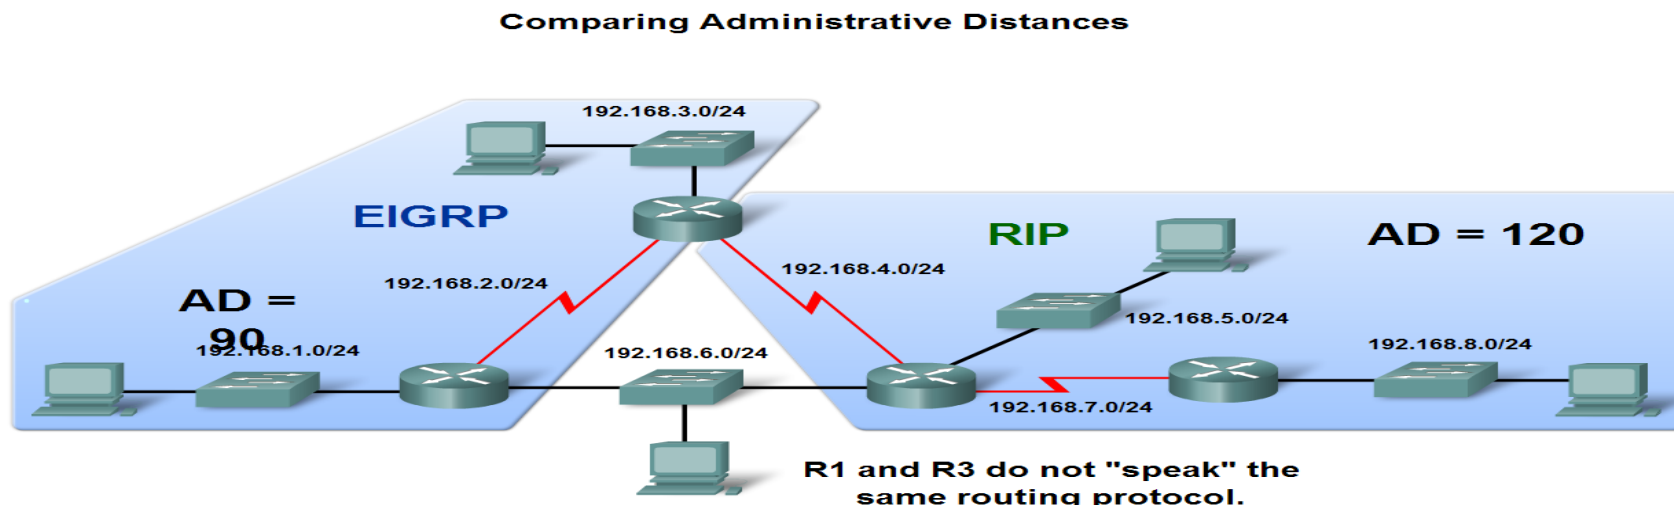 Comparing Administrative Distances
192.168.3.0/24
EIGRP
RIP
AD = 120
192.168.2.0/24
192.168.4.0/24
AD =
90
192.168.1.0/24
192.168.5.0/24
192.168.6.0/24
192.168.8.0/24
192.168.7.0/24
R1 and R3 do not "speak" the
same routing protocol.